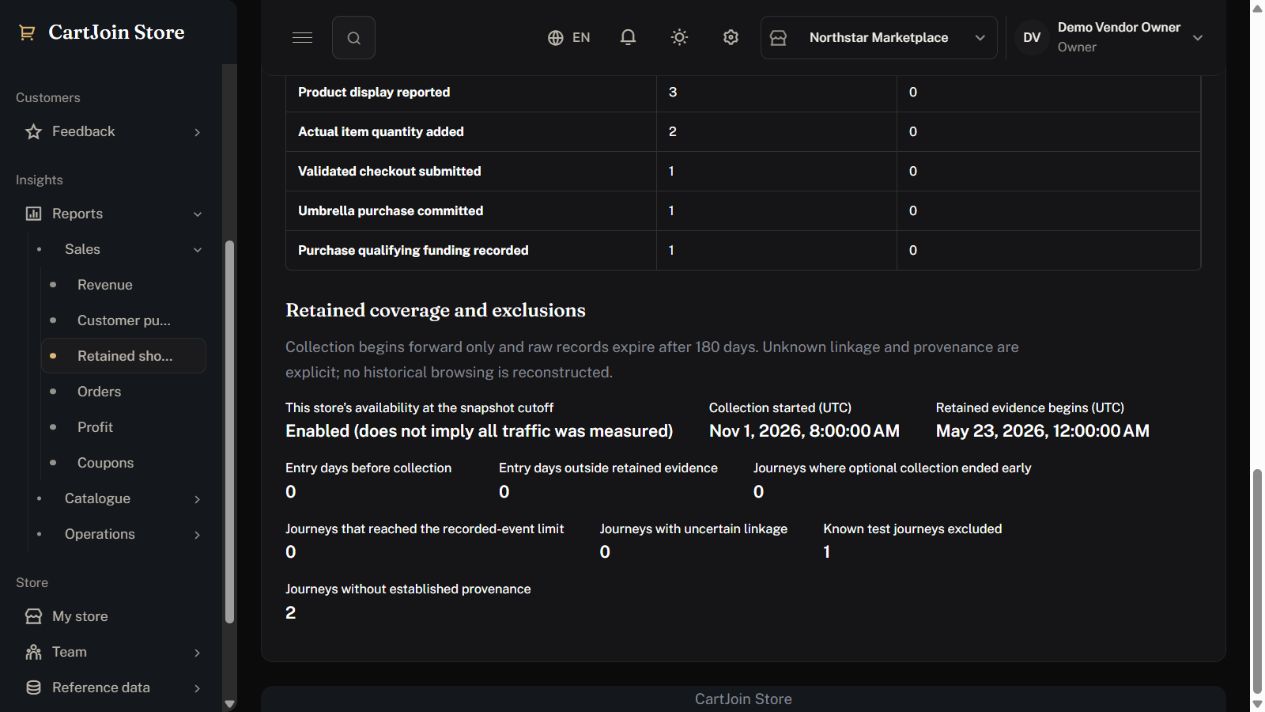 CartJoin Store
Customers
Feedback
Insights
Reports
Sales
Revenue
Customer pu...
Retained sho...
Orders
Profit
Coupons
Catalogue
Operations
Store
My store
Team
Reference data
EN
Northstar Marketplace
DV
Demo Vendor Owner
Owner
Product display reported 3 0
Actual item quantity added 2 0
Validated checkout submitted 1 0
Umbrella purchase committed 1 0
Purchase qualifying funding recorded 1 0
Retained coverage and exclusions
Collection begins forward only and raw records expire after 180 days. Unknown linkage and provenance are
explicit; no historical browsing is reconstructed.
This store's availability at the snapshot cutoff
Enabled (does not imply all traffic was measured)
Collection started (UTC)
Nov 1, 2026, 8:00:00 AM
Retained evidence begins (UTC)
May 23, 2026, 12:00:00 AM
Entry days before collection
0
Entry days outside retained evidence
0
Journeys where optional collection ended early
0
Journeys that reached the recorded-event limit
0
Journeys with uncertain linkage
0
Known test journeys excluded
1
Journeys without established provenance
2
CartJoin Store